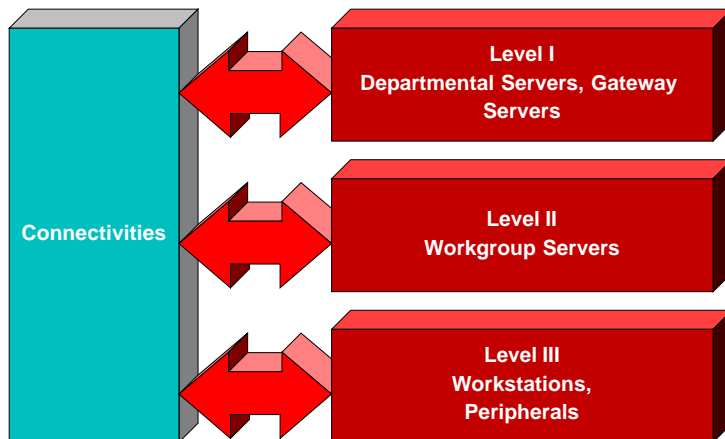 Level I
Departmental Servers, Gateway
Servers
Connectivities
Level II
Workgroup Servers
Level III
Workstations,
Peripherals